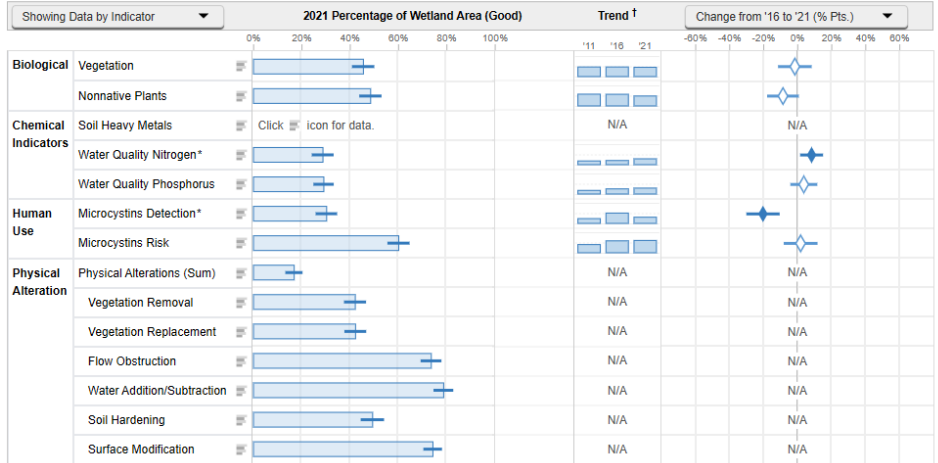 Showing Data by Indicator 2021 Percentage of Wetland Area (Good) Trend † Change from '16 to '21 (% Pts.)
0% 20% 40% 60% 80% 100% '11 '16 '21 -60% -40% -20% 0% 20% 40% 60%
Biological Vegetation
Nonnative Plants
Chemical Indicators Soil Heavy Metals Click icon for data. N/A N/A
Water Quality Nitrogen*
Water Quality Phosphorus
Human Use Microcystins Detection*
Microcystins Risk
Physical Alteration Physical Alterations (Sum) N/A N/A
Vegetation Removal N/A N/A
Vegetation Replacement N/A N/A
Flow Obstruction N/A N/A
Water Addition/Subtraction N/A N/A
Soil Hardening N/A N/A
Surface Modification N/A N/A